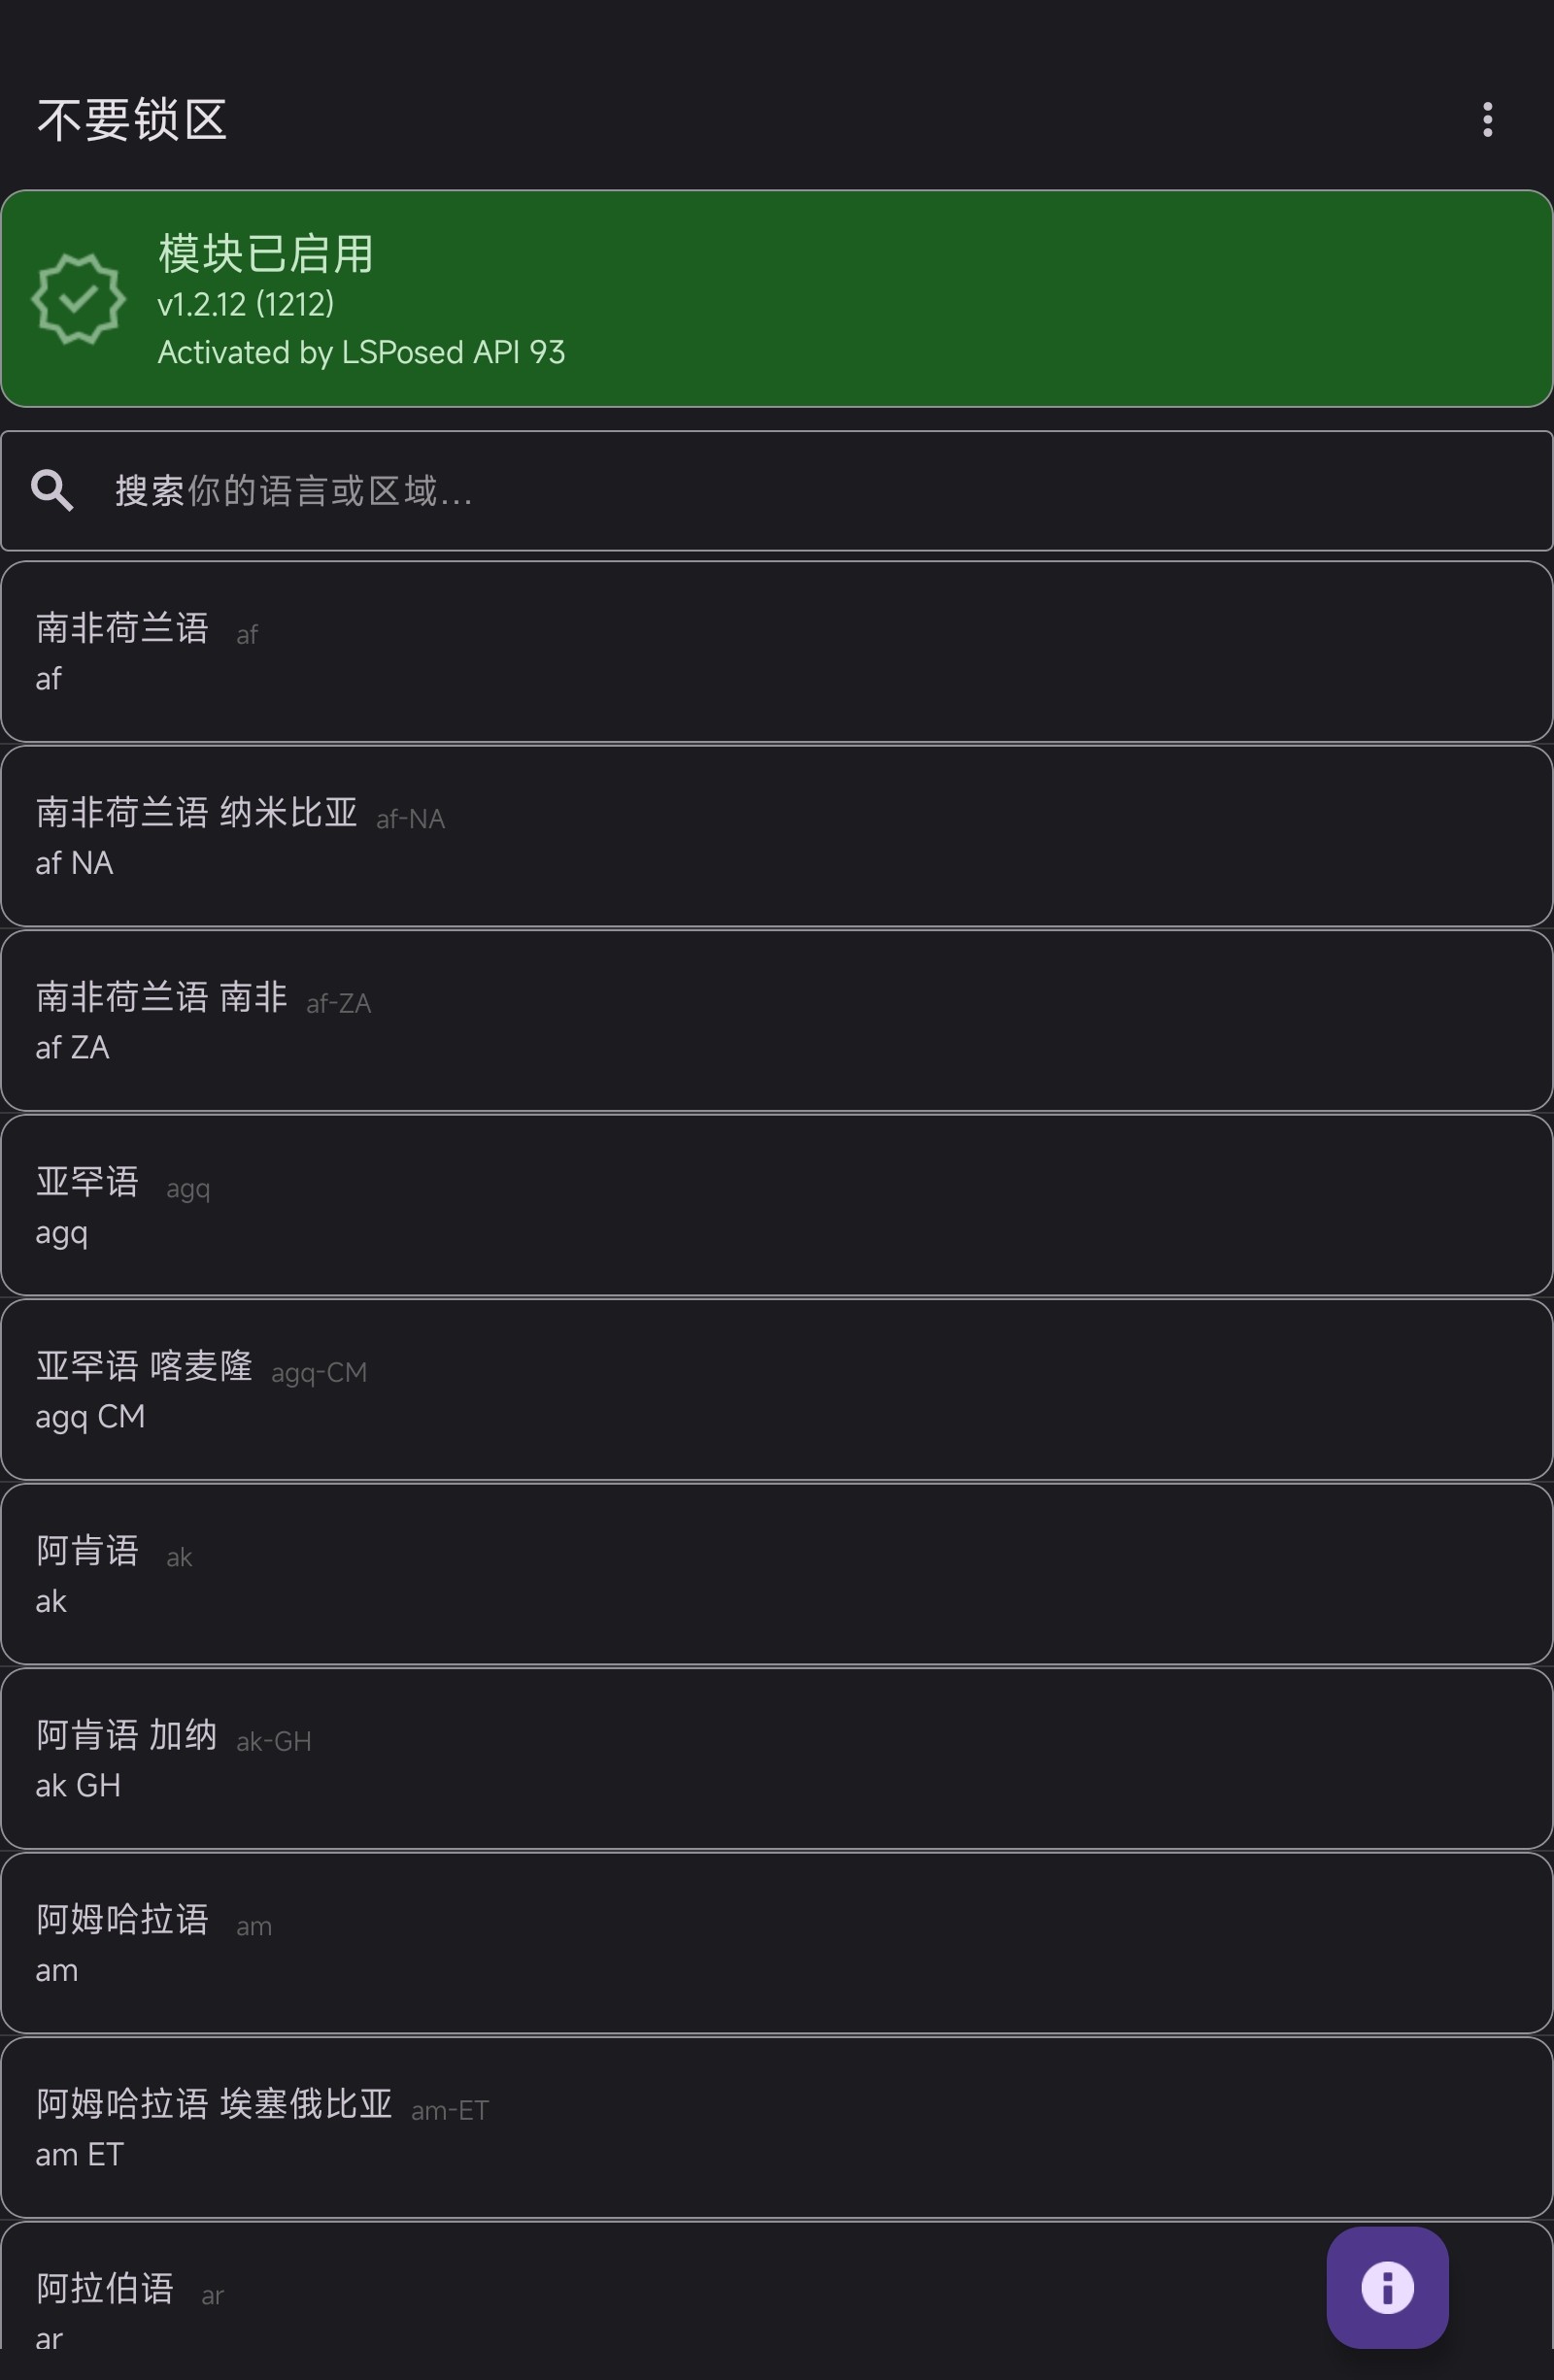 不要锁区
模块已启用
v1.2.12 (1212)
Activated by LSPosed API 93
搜索你的语言或区域...
南非荷兰语 af
af
南非荷兰语 纳米比亚 af-NA
af NA
南非荷兰语 南非 af-ZA
af ZA
亚罕语 agq
agq
亚罕语 喀麦隆 agq-CM
agq CM
阿肯语 ak
ak
阿肯语 加纳 ak-GH
ak GH
阿姆哈拉语 am
am
阿姆哈拉语 埃塞俄比亚 am-ET
am ET
阿拉伯语 ar
ar